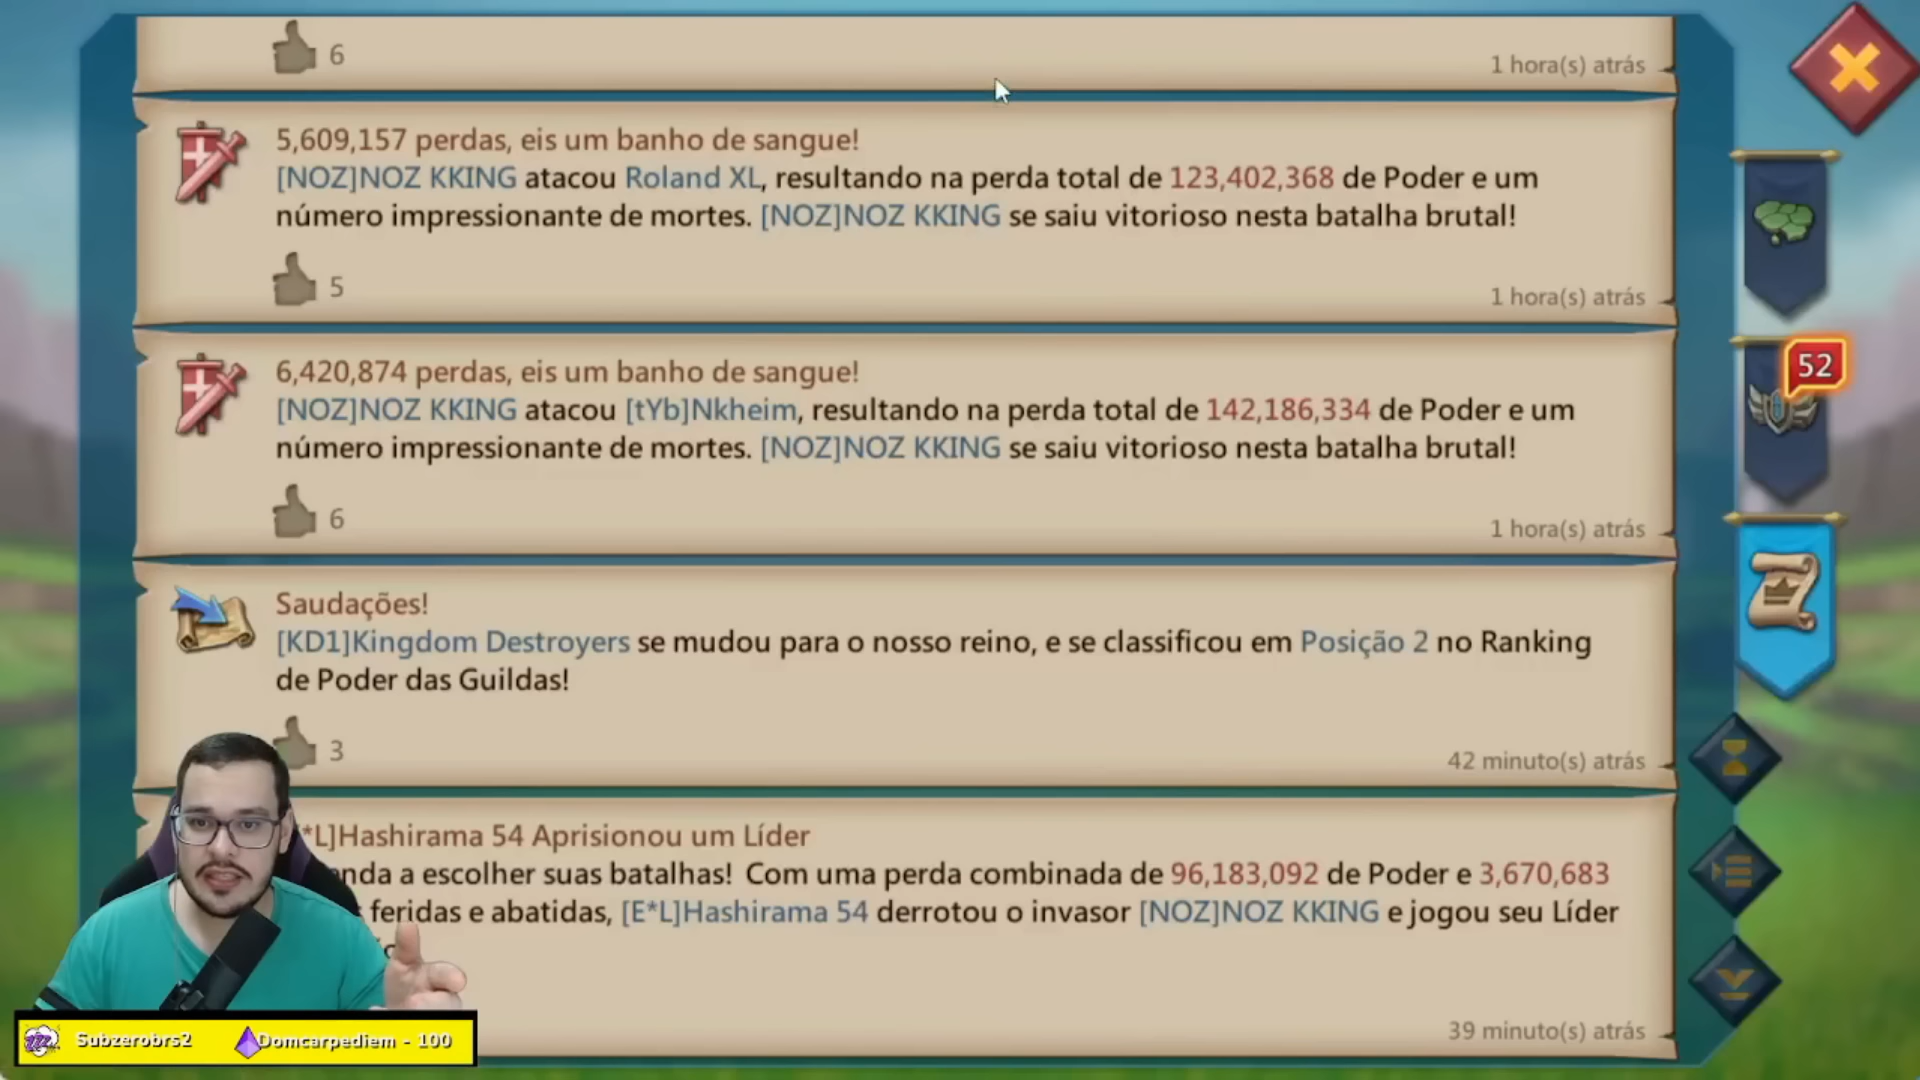 6
1 hora(s) atrás
5,609,157 perdas, eis um banho de sangue!
[NOZ]NOZ KKING atacou Roland XL, resultando na perda total de 123,402,368 de Poder e um
número impressionante de mortes. [NOZ]NOZ KKING se saiu vitorioso nesta batalha brutal!
5
1 hora(s) atrás
6,420,874 perdas, eis um banho de sangue!
[NOZ]NOZ KKING atacou [tYb]Nkheim, resultando na perda total de 142,186,334 de Poder e um
número impressionante de mortes. [NOZ]NOZ KKING se saiu vitorioso nesta batalha brutal!
6
1 hora(s) atrás
52
Saudações!
[KD1]Kingdom Destroyers se mudou para o nosso reino, e se classificou em Posição 2 no Ranking
de Poder das Guildas!
3
42 minuto(s) atrás
*L]Hashirama 54 Aprisionou um Líder
nda a escolher suas batalhas! Com uma perda combinada de 96,183,092 de Poder e 3,670,683
feridas e abatidas, [E*L]Hashirama 54 derrotou o invasor [NOZ]NOZ KKING e jogou seu Líder
39 minuto(s) atrás
Subzerobrs2
Domcarpediem - 100